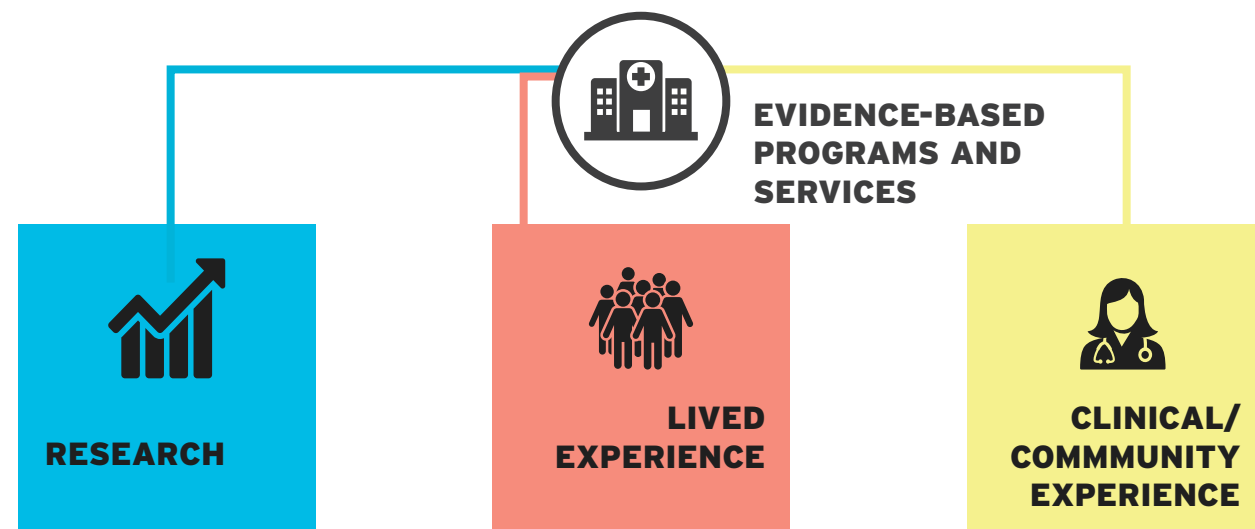 EVIDENCE-BASED
PROGRAMS AND
SERVICES
RESEARCH
LIVED
EXPERIENCE
CLINICAL/
COMMMUNITY
EXPERIENCE